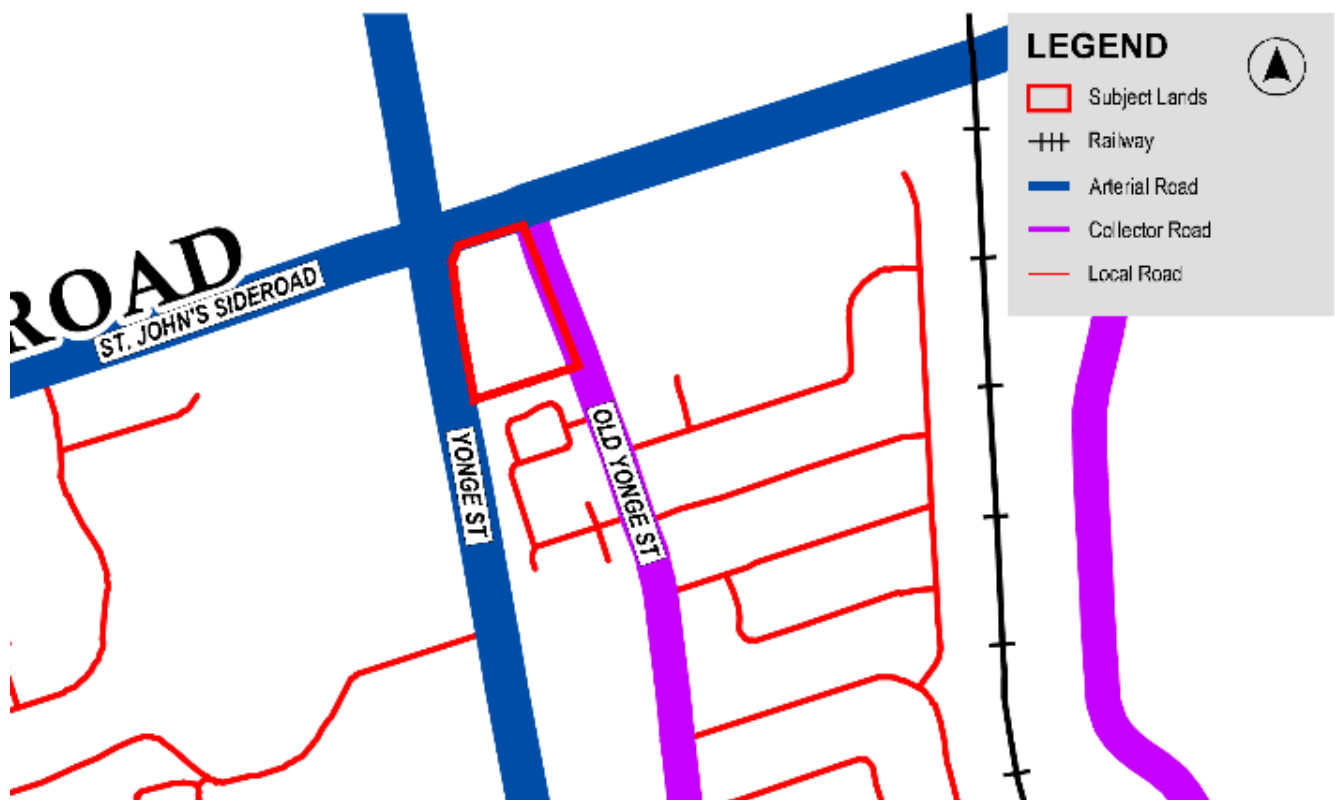 LEGEND
Subject Lands
Railway
Arterial Road
Collector Road
Local Road
ROAD
ST. JOHN'S SIDEROAD
YONGE ST
OLD YONGE ST